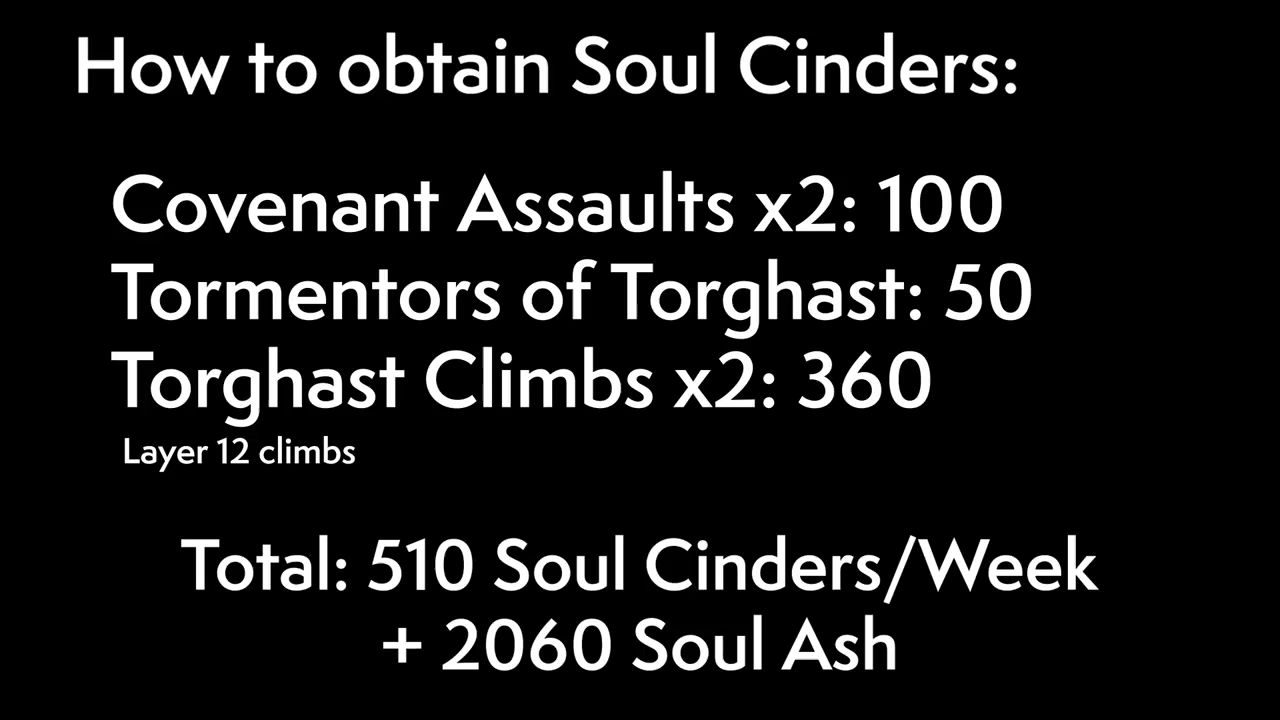 How to obtain Soul Cinders:
Covenant Assaults x2: 100
Tormentors of Torghast: 50
Torghast Climbs x2: 360
Layer 12 climbs
Total: 510 Soul Cinders/Week
+ 2060 Soul Ash